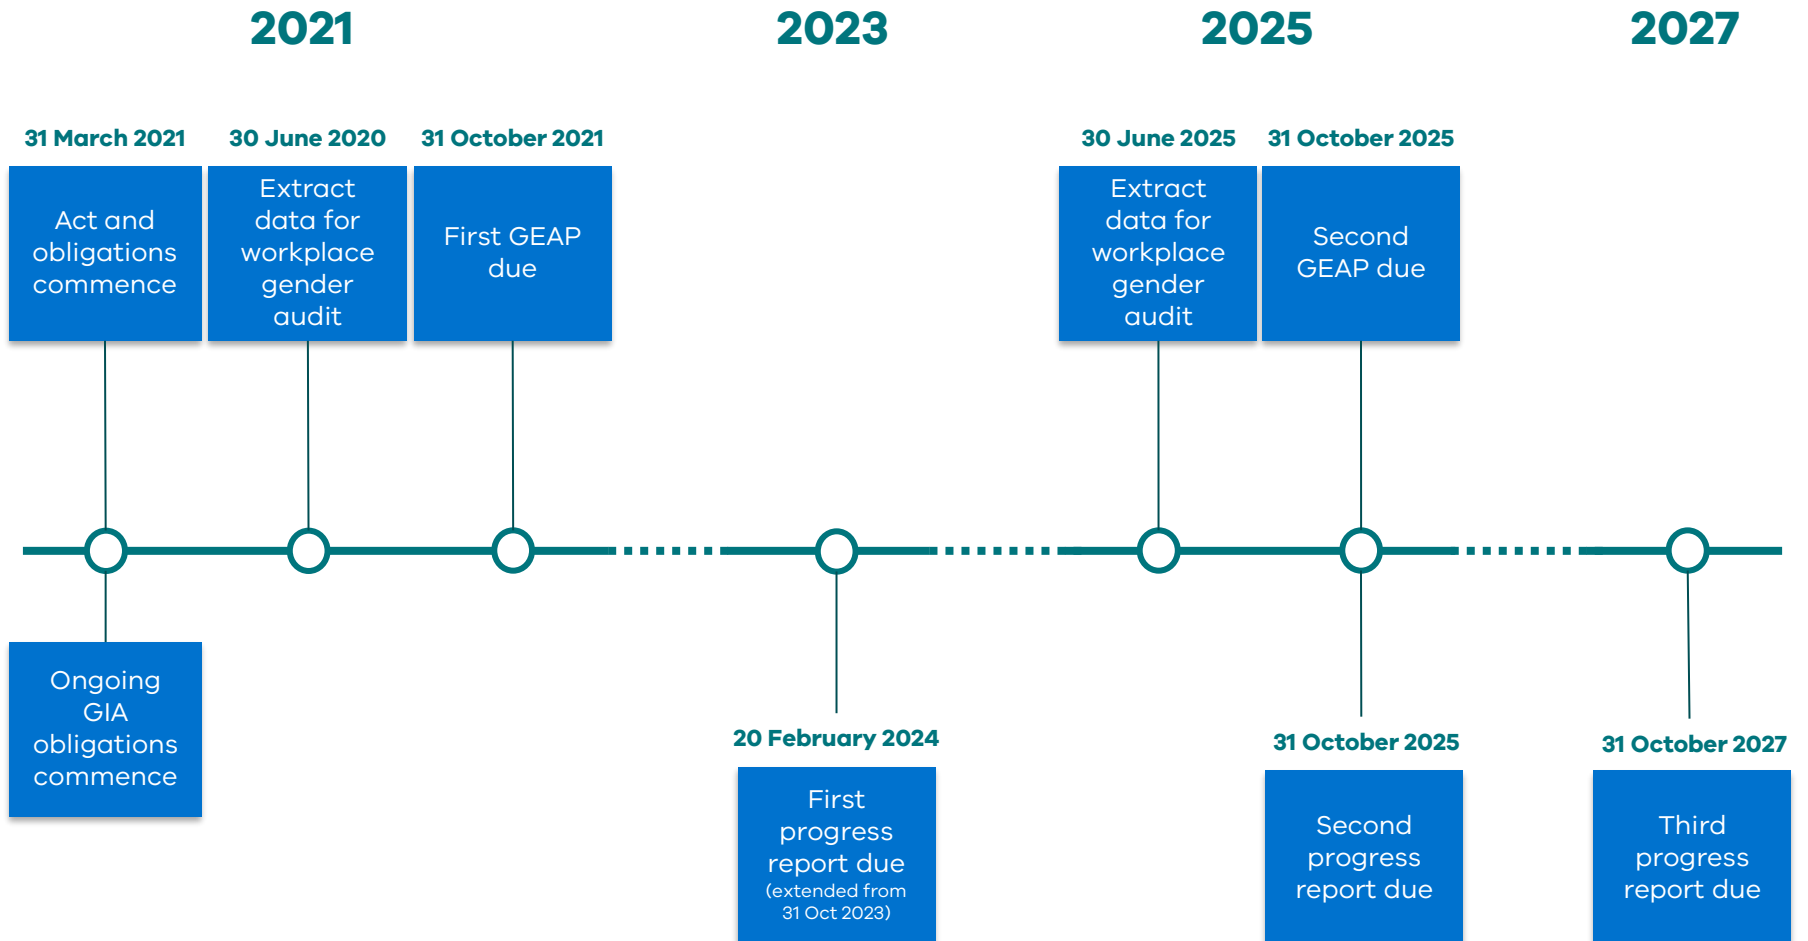 2021
2023
2025
2027
31 March 2021
30 June 2020
31 October 2021
30 June 2025
31 October 2025
Act and
obligations
commence
Extract
data for
workplace
gender
audit
First GEAP
due
Extract
data for
workplace
gender
audit
Second
GEAP due
Ongoing
GIA
obligations
commence
20 February 2024
First
progress
report due
(extended from
31 Oct 2023)
31 October 2025
Second
progress
report due
31 October 2027
Third
progress
report due